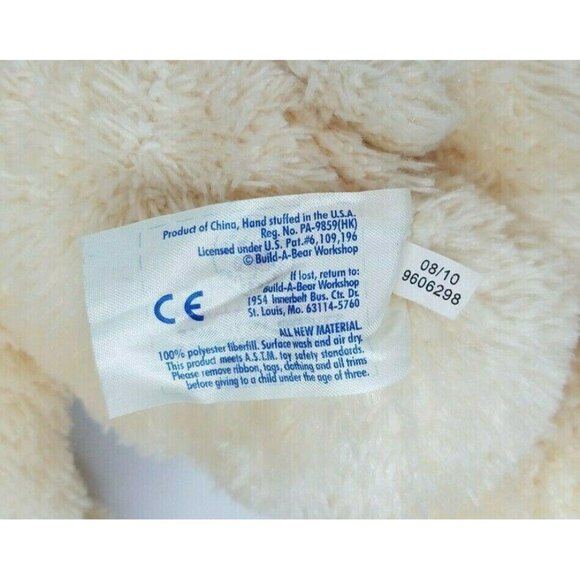 Product of China, Hand stuffed in the U.S.A.
Reg. No. PA-9859(HK)
Licensed under U.S. Pat.#6,109,196
© Build-A-Bear Workshop
If lost, return to:
Build-A-Bear Workshop
1954 Innerbelt Bus. Ctr. Dr.
St. Louis, Mo. 63114-5760
CE
ALL NEW MATERIAL
100% polyester fiberfill. Surface wash and air dry.
This product meets A.S.T.M. toy safety standards.
Please remove ribbon, tags, clothing and all trims
before giving to a child under the age of three.
08/10
9606298